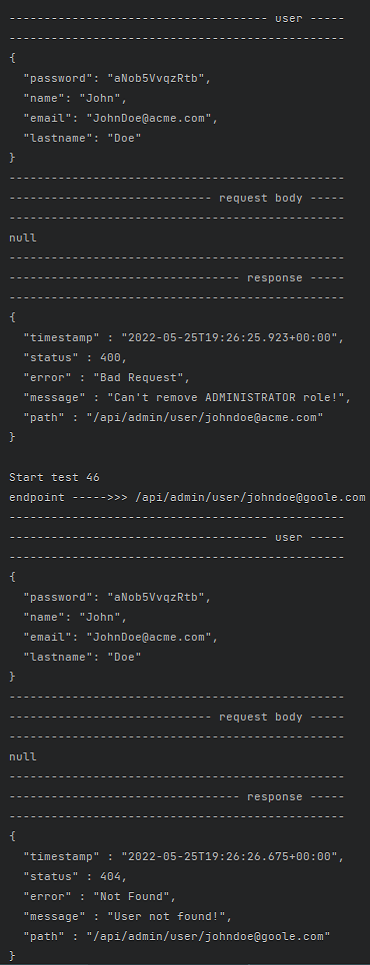 ------------------------------------- user -----
------------------------------------------------
{
  "password": "aNob5VvqzRtb",
  "name": "John",
  "email": "JohnDoe@acme.com",
  "lastname": "Doe"
}
------------------------------------------------
----------------------------- request body -----
------------------------------------------------
null
------------------------------------------------
--------------------------------- response -----
------------------------------------------------
{
  "timestamp" : "2022-05-25T19:26:25.923+00:00",
  "status" : 400,
  "error" : "Bad Request",
  "message" : "Can't remove ADMINISTRATOR role!",
  "path" : "/api/admin/user/johndoe@acme.com"
}

Start test 46
endpoint ----->>> /api/admin/user/johndoe@goole.com
------------------------------------------------
------------------------------------- user -----
------------------------------------------------
{
  "password": "aNob5VvqzRtb",
  "name": "John",
  "email": "JohnDoe@acme.com",
  "lastname": "Doe"
}
------------------------------------------------
----------------------------- request body -----
------------------------------------------------
null
------------------------------------------------
--------------------------------- response -----
------------------------------------------------
{
  "timestamp" : "2022-05-25T19:26:26.675+00:00",
  "status" : 404,
  "error" : "Not Found",
  "message" : "User not found!",
  "path" : "/api/admin/user/johndoe@goole.com"
}